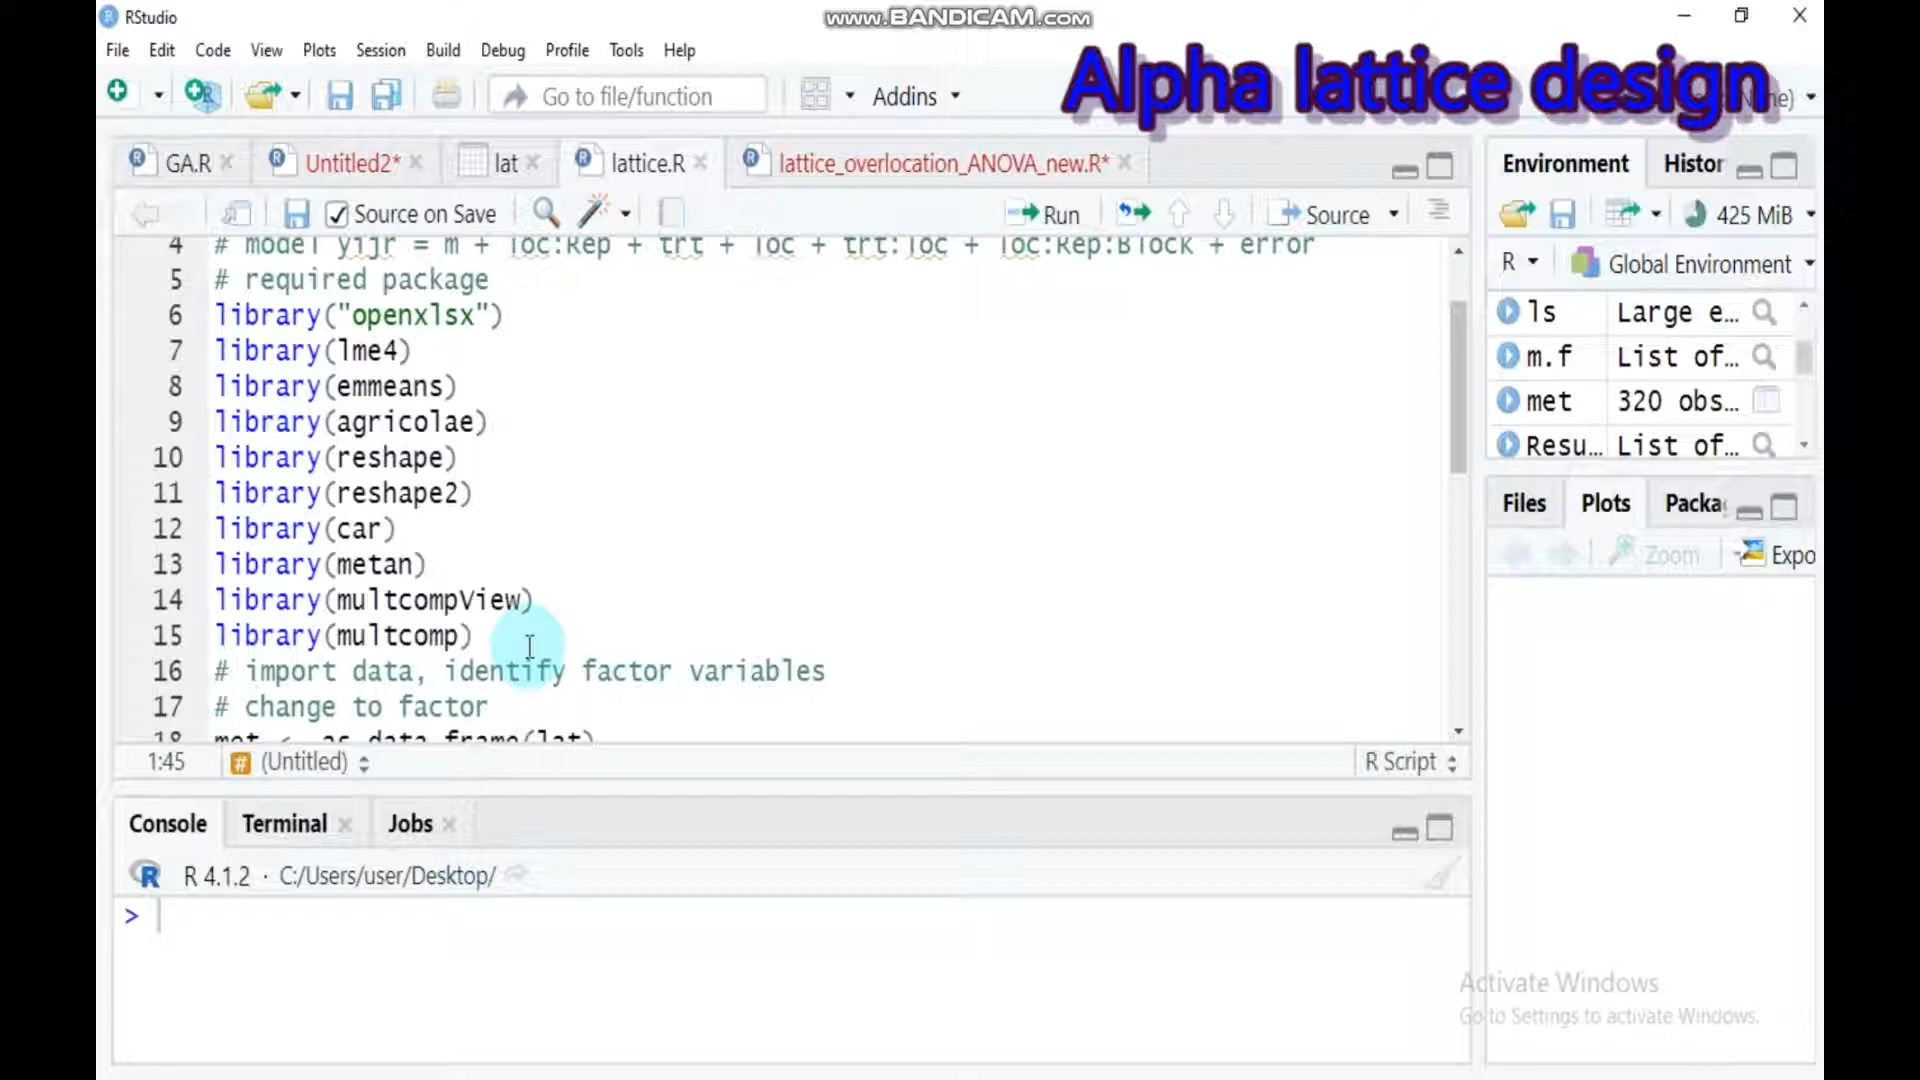 RStudio
www.BANDICAM.com
File Edit Code View Plots Session Build Debug Profile Tools Help
Alpha lattice design
Go to file/function
Addins
GA.R
Untitled2*
lat
lattice.R
lattice_overlocation_ANOVA_new.R*
Source on Save
Run
Source
4 # model yijr = m + loc:Rep + trt + loc + trt:loc + loc:Rep:Block + error
5 # required package
6 library("openxlsx")
7 library(lme4)
8 library(emmeans)
9 library(agricolae)
10 library(reshape)
11 library(reshape2)
12 library(car)
13 library(metan)
14 library(multcompView)
15 library(multcomp)
16 # import data, identify factor variables
17 # change to factor
18 met <- as.data.frame(lat)
1:45
# (Untitled)
R Script
Console
Terminal
Jobs
R 4.1.2 · C:/Users/user/Desktop/
>
Environment
Histor
425 MiB
R
Global Environment
ls Large e…
m.f List of…
met 320 obs…
Resu… List of…
Files
Plots
Packa
Zoom
Expo
Activate Windows
Go to Settings to activate Windows.